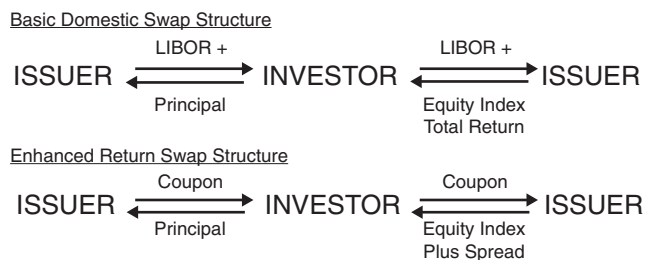 Basic Domestic Swap Structure
LIBOR + LIBOR +
ISSUER INVESTOR ISSUER
Principal Equity Index
Total Return
Enhanced Return Swap Structure
Coupon Coupon
ISSUER INVESTOR ISSUER
Principal Equity Index
Plus Spread